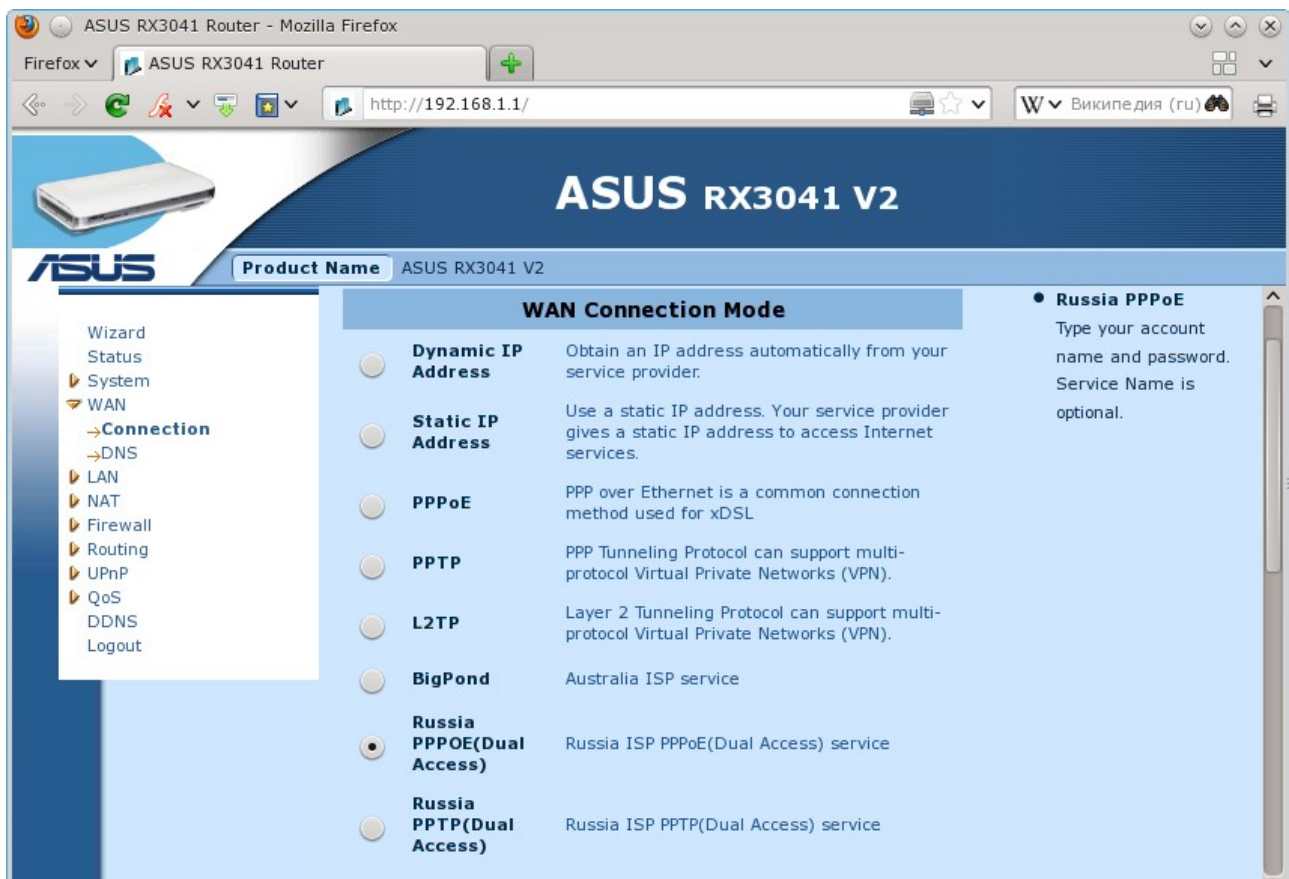 ASUS RX3041 Router - Mozilla Firefox
Firefox
ASUS RX3041 Router
http://192.168.1.1/
W Википедия (ru)
ASUS RX3041 V2
ASUS
Product Name ASUS RX3041 V2
Wizard
Status
System
WAN
Connection
DNS
LAN
NAT
Firewall
Routing
UPnP
QoS
DDNS
Logout
WAN Connection Mode
Dynamic IP
Address
Obtain an IP address automatically from your
service provider.
Static IP
Address
Use a static IP address. Your service provider
gives a static IP address to access Internet
services.
PPPoE
PPP over Ethernet is a common connection
method used for xDSL
PPTP
PPP Tunneling Protocol can support multi-
protocol Virtual Private Networks (VPN).
L2TP
Layer 2 Tunneling Protocol can support multi-
protocol Virtual Private Networks (VPN).
BigPond
Australia ISP service
Russia
PPPOE(Dual
Access)
Russia ISP PPPoE(Dual Access) service
Russia
PPTP(Dual
Access)
Russia ISP PPTP(Dual Access) service
Russia PPPoE
Type your account
name and password.
Service Name is
optional.